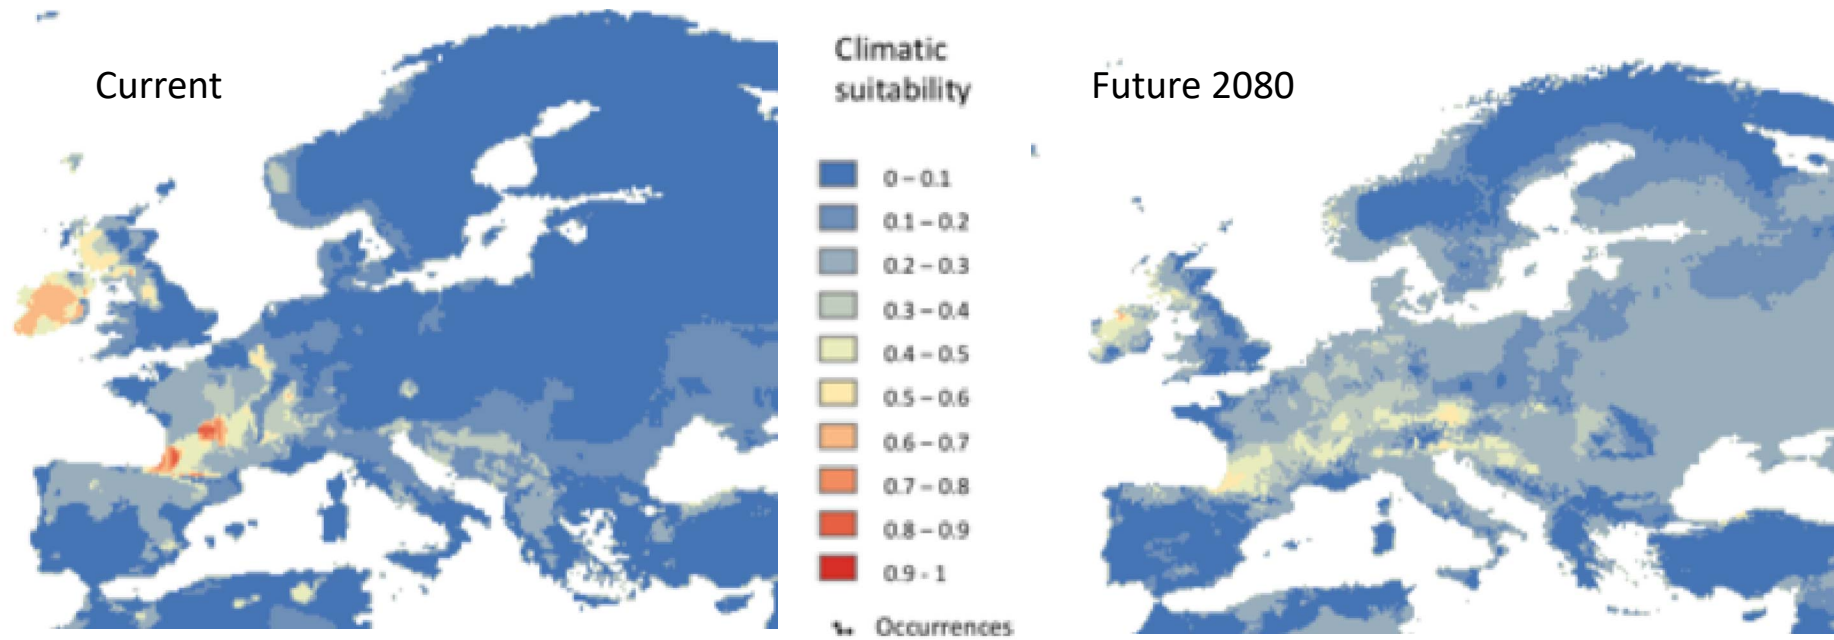 Current
Climatic
suitability
0 – 0.1
0.1 – 0.2
0.2 – 0.3
0.3 – 0.4
0.4 – 0.5
0.5 – 0.6
0.6 – 0.7
0.7 – 0.8
0.8 – 0.9
0.9 - 1
Occurrences
Future 2080